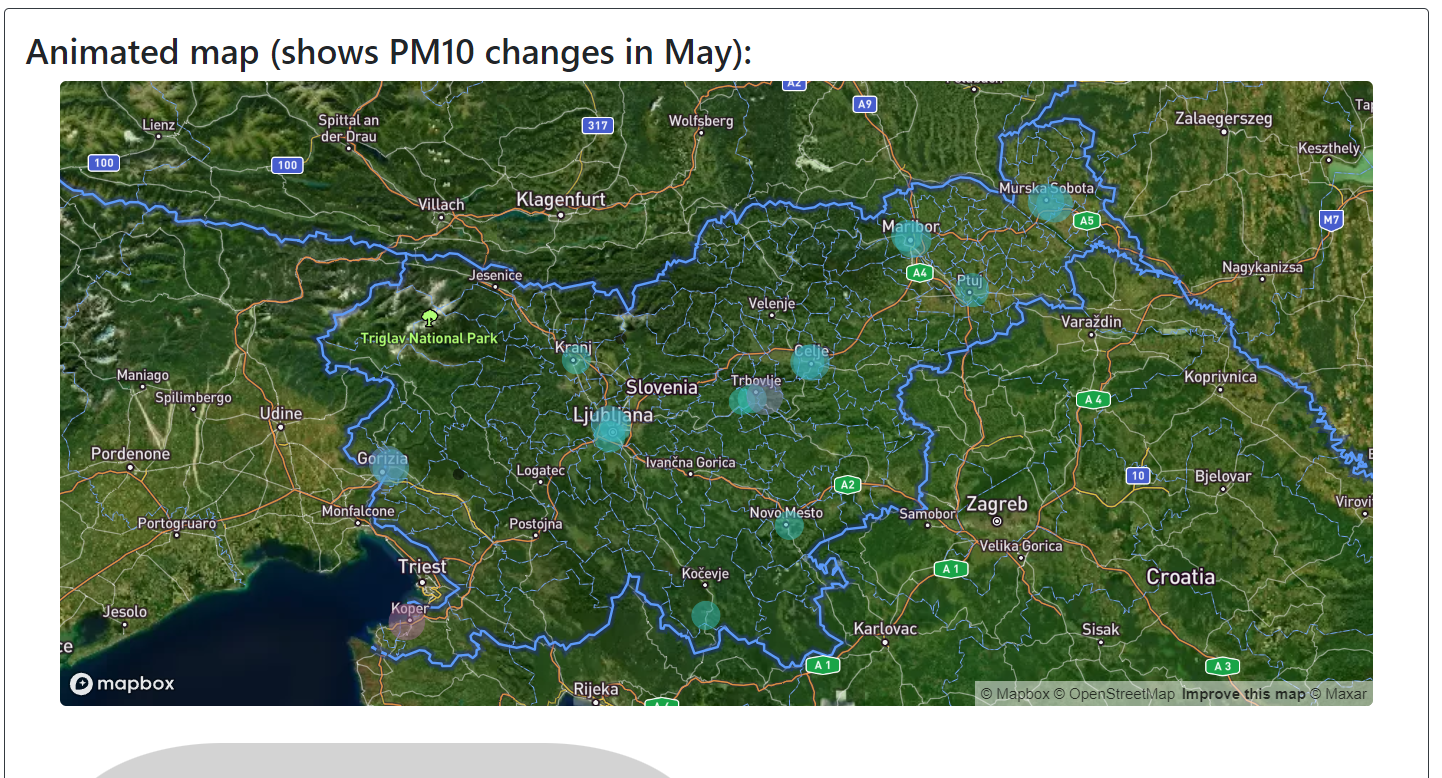 Animated map (shows PM10 changes in May):
A2
A9
Zalaegerszeg
Lienz
Spittal an
der Drau
317
Wolfsberg
Keszthely
100
100
Murska Sobota
Villach
Klagenfurt
A5
M7
Maribor
Jesenice
A4
Ptuj
Nagykanizsa
Velenje
Varaždin
Triglav National Park
Kranj
Celje
Maniago
Trbovlje
Koprivnica
Spilimbergo
Slovenia
A 4
Udine
Ljubljana
Pordenone
Gorizia
Ivančna Gorica
Logatec
10
Bjelovar
A2
Monfalcone
Novo Mesto
Samobor
Zagreb
Virovi
Portogruaro
Postojna
Velika Gorica
Triest
Kočevje
A 1
Croatia
Jesolo
Koper
Karlovac
Sisak
ce
A 1
A 3
mapbox
Rijeka
© Mapbox © OpenStreetMap Improve this map © Maxar